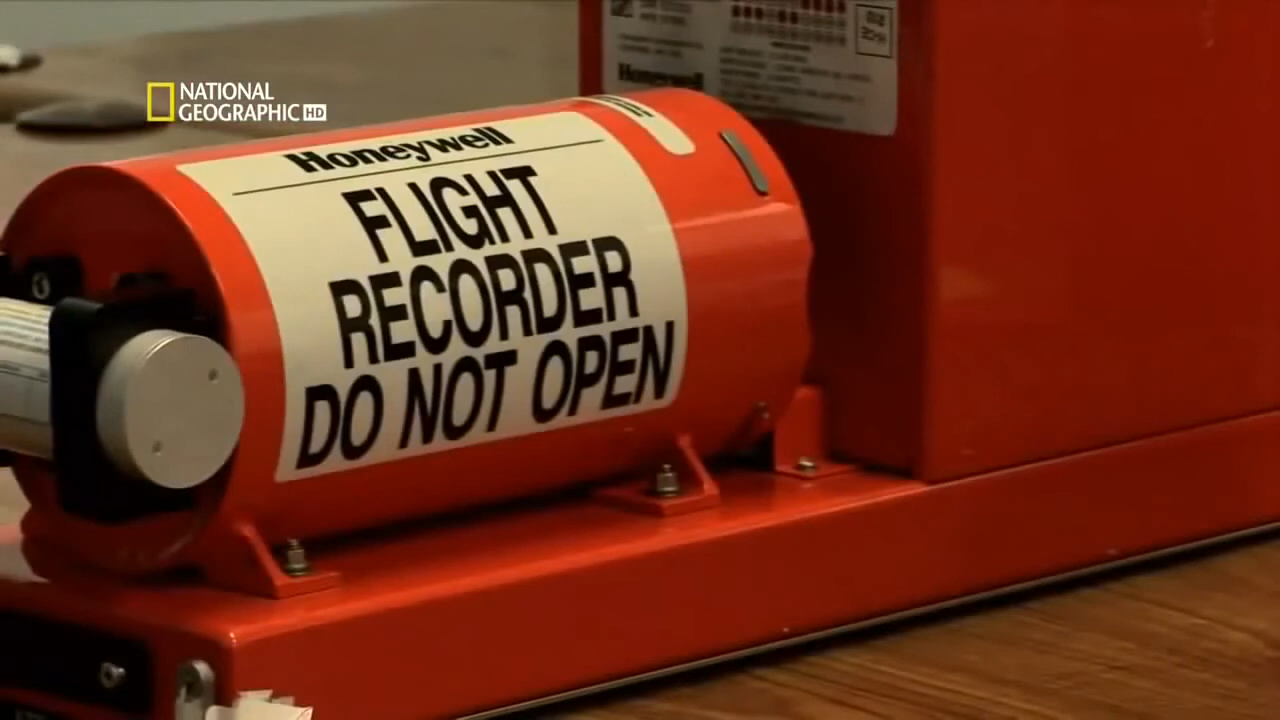 NATIONAL
GEOGRAPHIC HD
Honeywell
Honeywell
FLIGHT
RECORDER
DO NOT OPEN